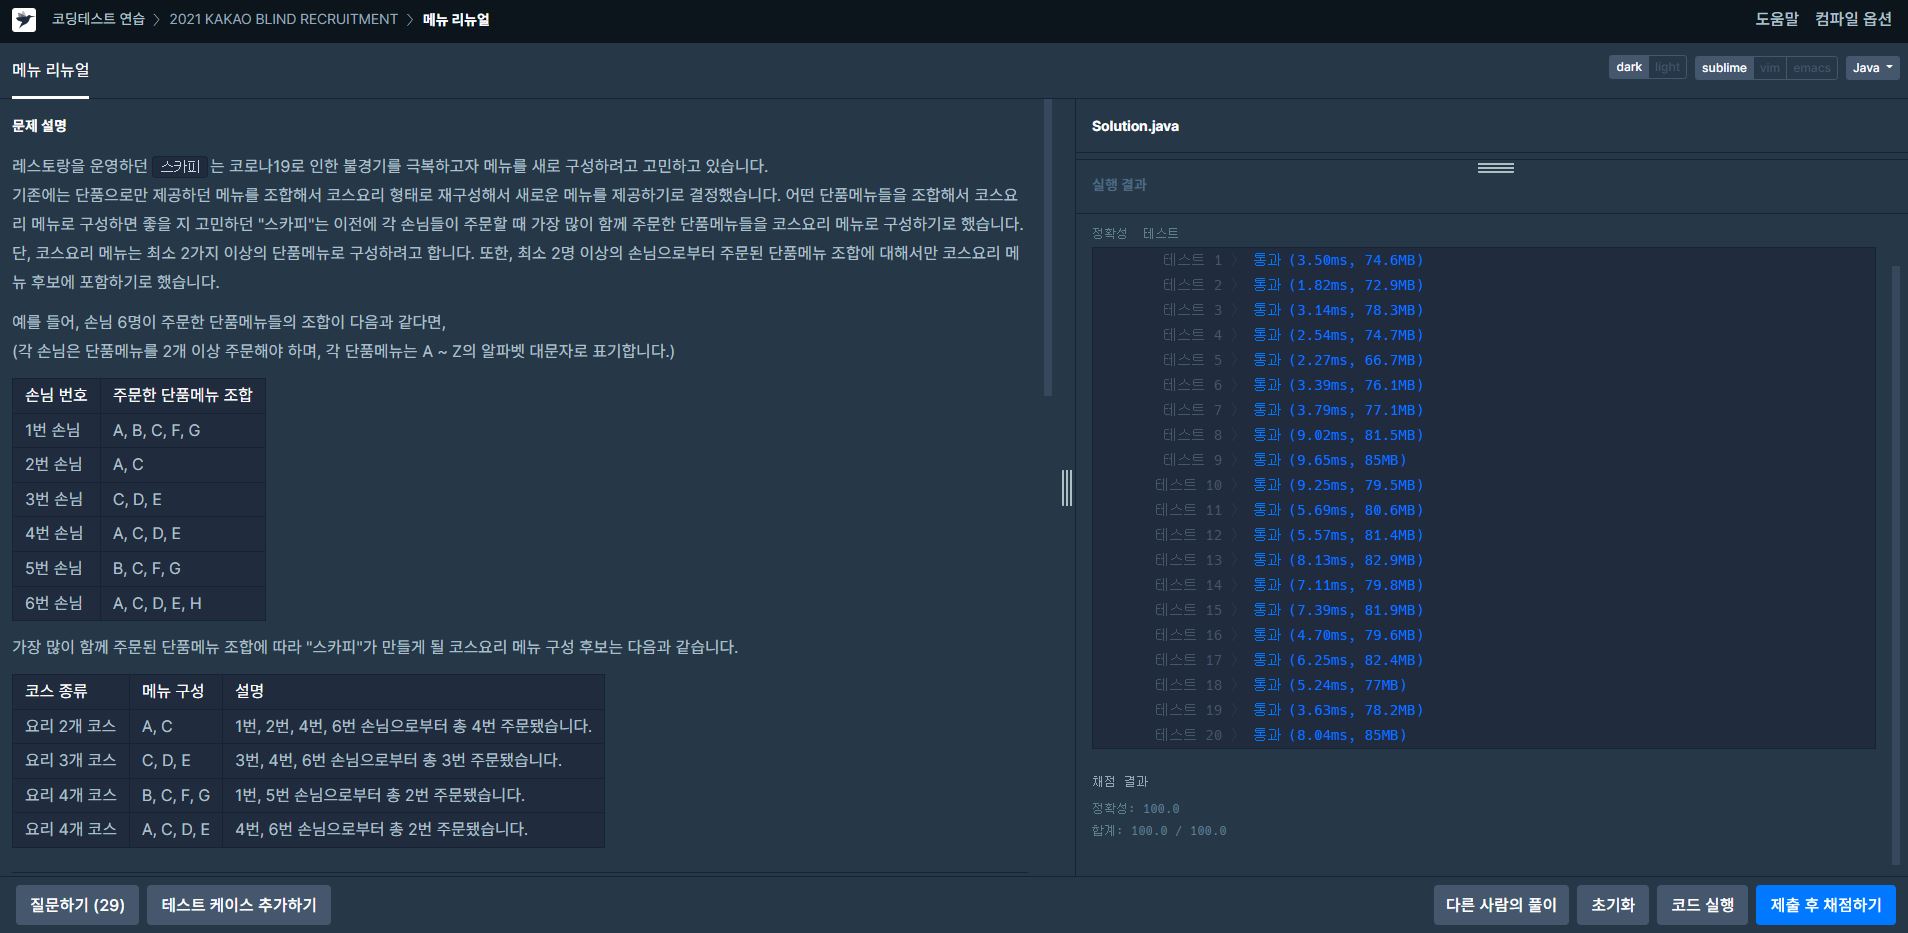 코딩테스트 연습 > 2021 KAKAO BLIND RECRUITMENT > 메뉴 리뉴얼
도움말 컴파일 옵션
메뉴 리뉴얼
dark light sublime vim emacs Java
문제 설명
레스토랑을 운영하던 스카피 는 코로나19로 인한 불경기를 극복하고자 메뉴를 새로 구성하려고 고민하고 있습니다.
기존에는 단품으로만 제공하던 메뉴를 조합해서 코스요리 형태로 재구성해서 새로운 메뉴를 제공하기로 결정했습니다. 어떤 단품메뉴들을 조합해서 코스요
리 메뉴로 구성하면 좋을 지 고민하던 "스카피"는 이전에 각 손님들이 주문할 때 가장 많이 함께 주문한 단품메뉴들을 코스요리 메뉴로 구성하기로 했습니다.
단, 코스요리 메뉴는 최소 2가지 이상의 단품메뉴로 구성하려고 합니다. 또한, 최소 2명 이상의 손님으로부터 주문된 단품메뉴 조합에 대해서만 코스요리 메
뉴 후보에 포함하기로 했습니다.
예를 들어, 손님 6명이 주문한 단품메뉴들의 조합이 다음과 같다면,
(각 손님은 단품메뉴를 2개 이상 주문해야 하며, 각 단품메뉴는 A ~ Z의 알파벳 대문자로 표기합니다.)
손님 번호 주문한 단품메뉴 조합
1번 손님 A, B, C, F, G
2번 손님 A, C
3번 손님 C, D, E
4번 손님 A, C, D, E
5번 손님 B, C, F, G
6번 손님 A, C, D, E, H
가장 많이 함께 주문된 단품메뉴 조합에 따라 "스카피"가 만들게 될 코스요리 메뉴 구성 후보는 다음과 같습니다.
코스 종류 메뉴 구성 설명
요리 2개 코스 A, C 1번, 2번, 4번, 6번 손님으로부터 총 4번 주문됐습니다.
요리 3개 코스 C, D, E 3번, 4번, 6번 손님으로부터 총 3번 주문됐습니다.
요리 4개 코스 B, C, F, G 1번, 5번 손님으로부터 총 2번 주문됐습니다.
요리 4개 코스 A, C, D, E 4번, 6번 손님으로부터 총 2번 주문됐습니다.
Solution.java
실행 결과
정확성 테스트
테스트 1 > 통과 (3.50ms, 74.6MB)
테스트 2 > 통과 (1.82ms, 72.9MB)
테스트 3 > 통과 (3.14ms, 78.3MB)
테스트 4 > 통과 (2.54ms, 74.7MB)
테스트 5 > 통과 (2.27ms, 66.7MB)
테스트 6 > 통과 (3.39ms, 76.1MB)
테스트 7 > 통과 (3.79ms, 77.1MB)
테스트 8 > 통과 (9.02ms, 81.5MB)
테스트 9 > 통과 (9.65ms, 85MB)
테스트 10 > 통과 (9.25ms, 79.5MB)
테스트 11 > 통과 (5.69ms, 80.6MB)
테스트 12 > 통과 (5.57ms, 81.4MB)
테스트 13 > 통과 (8.13ms, 82.9MB)
테스트 14 > 통과 (7.11ms, 79.8MB)
테스트 15 > 통과 (7.39ms, 81.9MB)
테스트 16 > 통과 (4.70ms, 79.6MB)
테스트 17 > 통과 (6.25ms, 82.4MB)
테스트 18 > 통과 (5.24ms, 77MB)
테스트 19 > 통과 (3.63ms, 78.2MB)
테스트 20 > 통과 (8.04ms, 85MB)
채점 결과
정확성: 100.0
합계: 100.0 / 100.0
질문하기 (29) 테스트 케이스 추가하기 다른 사람의 풀이 초기화 코드 실행 제출 후 채점하기